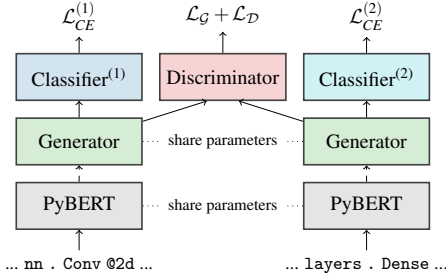 ℒ_CE^(1) ℒ_𝒢 + ℒ_𝒟 ℒ_CE^(2)
Classifier^(1) Discriminator Classifier^(2)
Generator share parameters Generator
PyBERT share parameters PyBERT
... nn . Conv @2d ... ... layers . Dense ...